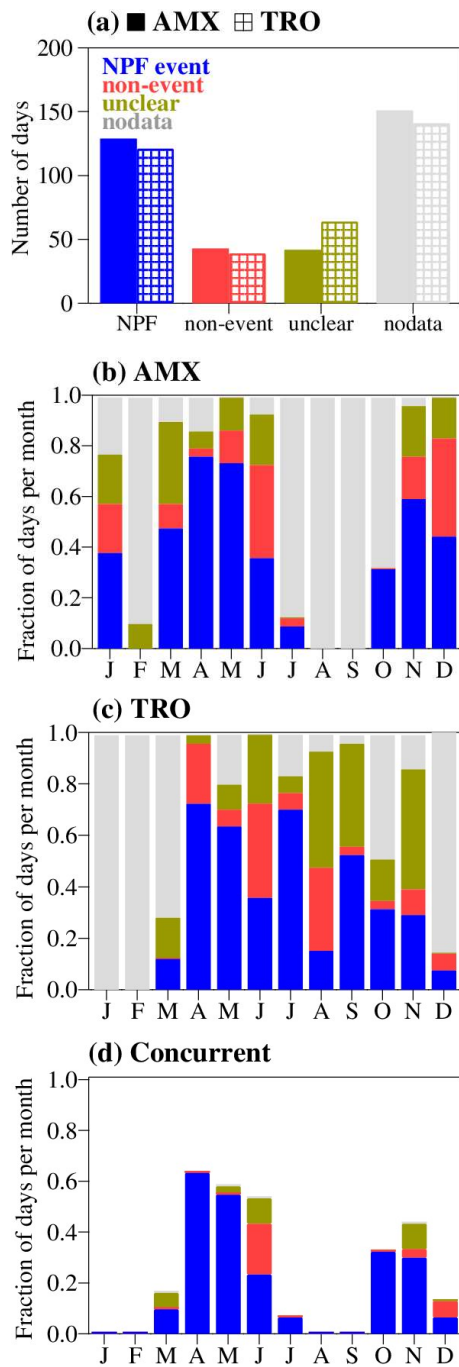 (a) AMX TRO
200
150
100
50
0
Number of days
NPF event
non-event
unclear
nodata
NPF non-event unclear nodata
(b) AMX
1.0
0.8
0.6
0.4
0.2
0.0
Fraction of days per month
J F M A M J J A S O N D
(c) TRO
1.0
0.8
0.6
0.4
0.2
0.0
Fraction of days per month
J F M A M J J A S O N D
(d) Concurrent
1.0
0.8
0.6
0.4
0.2
0.0
Fraction of days per month
J F M A M J J A S O N D